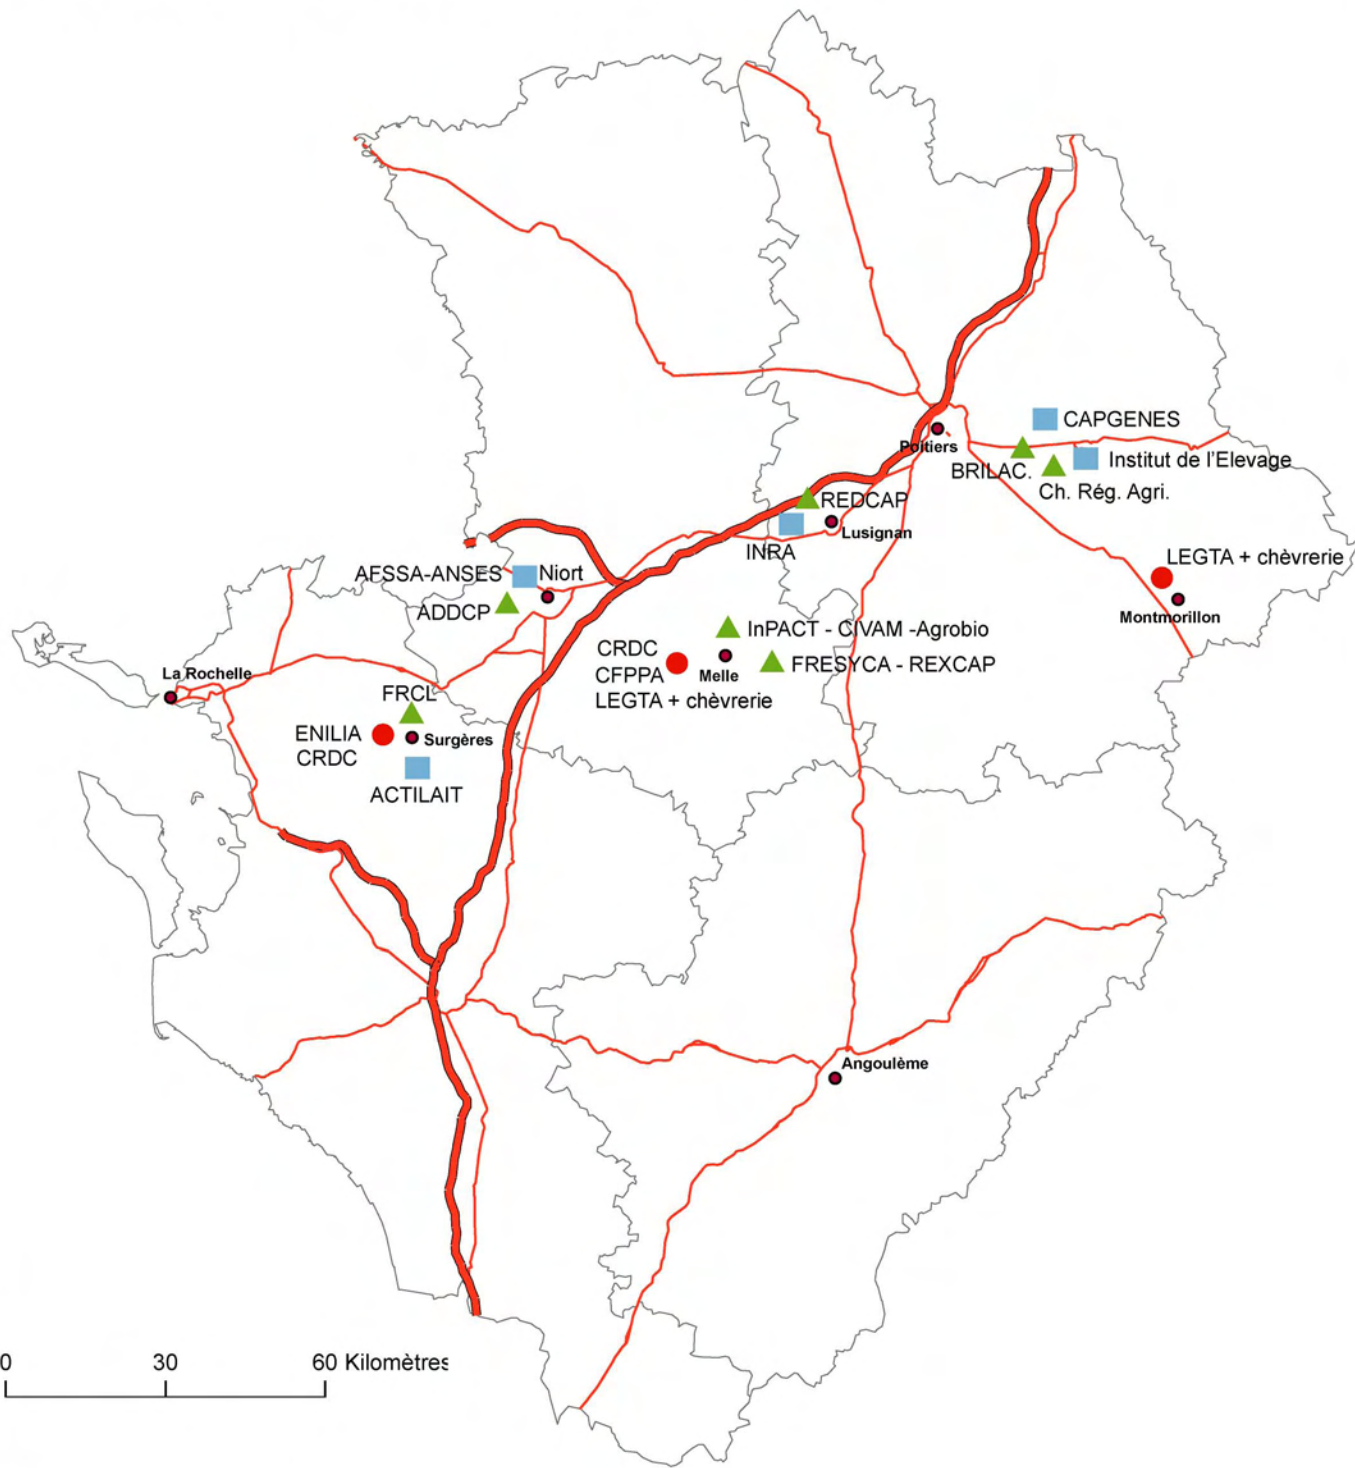 CAPGENES
Poitiers
BRILAC.
Institut de l'Elevage
Ch. Rég. Agri.
REDCAP
INRA
Lusignan
LEGTA + chèvrerie
Montmorillon
AFSSA-ANSES
Niort
ADDCP
InPACT - CIVAM -Agrobio
CRDC
CFPPA
LEGTA + chèvrerie
Melle
FRESYCA - REXCAP
La Rochelle
FRCL
ENILIA
CRDC
Surgères
ACTILAIT
Angoulème
0 30 60 Kilomètres